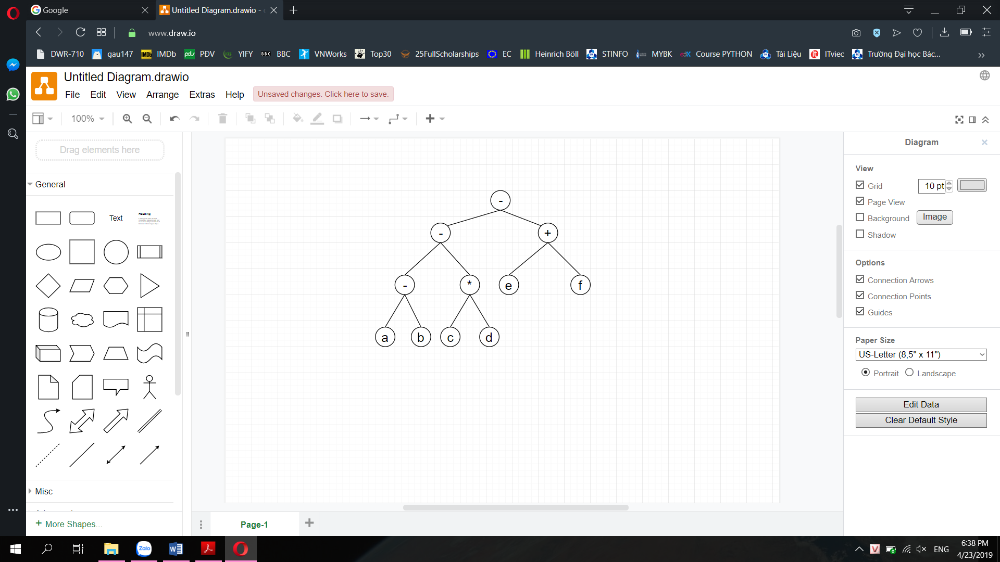 Google
Untitled Diagram.drawio -
www.draw.io
DWR-710 gau147 IMDb PĐV YIFY BBC VNWorks Top30 25FullScholarships EC Heinrich Böll STINFO MYBK Course PYTHON Tài Liệu ITviec Trường Đại học Bác...
Untitled Diagram.drawio
File Edit View Arrange Extras Help Unsaved changes. Click here to save.
100%
Drag elements here
General
Text
Heading
Misc
+ More Shapes...
-
- +
- * e f
a b c d
Page-1
Diagram
View
Grid 10 pt
Page View
Background Image
Shadow
Options
Connection Arrows
Connection Points
Guides
Paper Size
US-Letter (8,5" x 11")
Portrait Landscape
Edit Data
Clear Default Style
Zalo
ENG
6:38 PM
4/23/2019